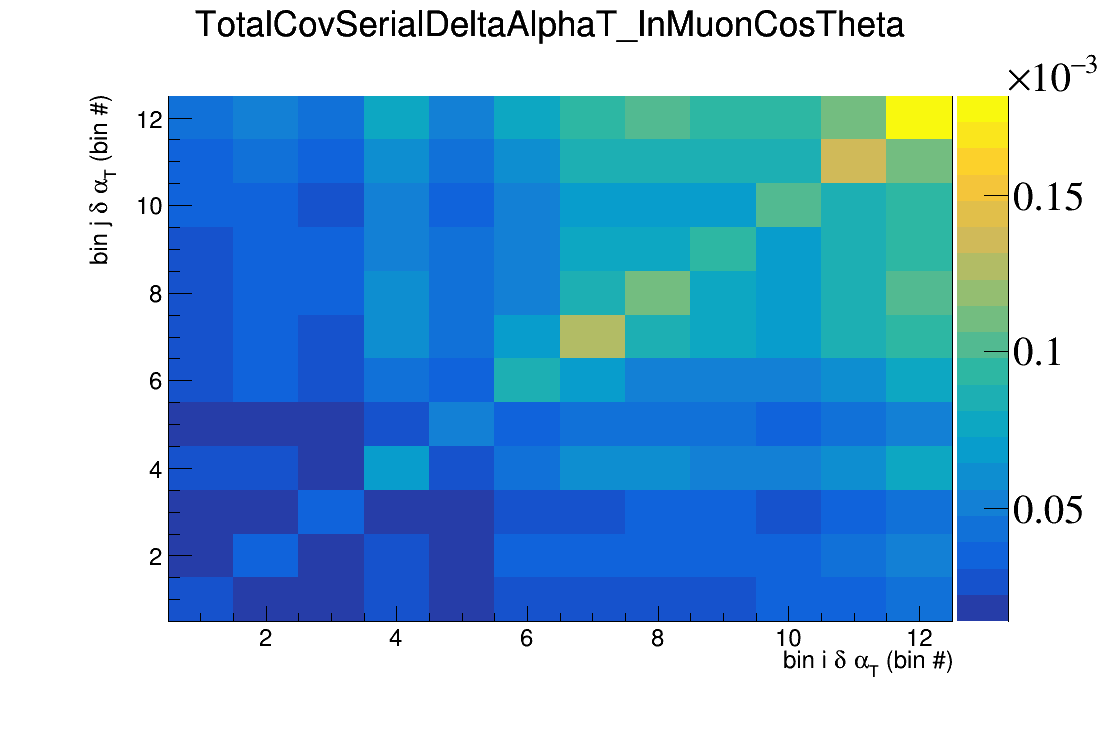 TotalCovSerialDeltaAlphaT_InMuonCosTheta
×10−3
bin j δ αT (bin #)
12
10
8
6
4
2
0.15
0.1
0.05
2 4 6 8 10 12
bin i δ αT (bin #)